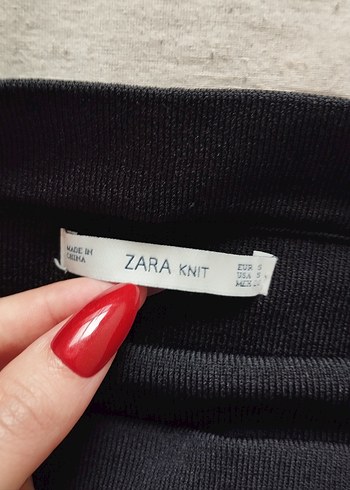 MADE IN
CHINA
ZARA KNIT
EUR S
USA S
MEX